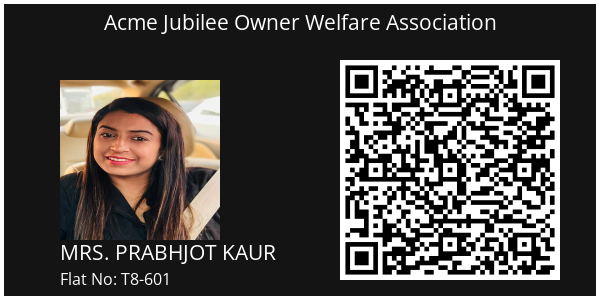 Acme Jubilee Owner Welfare Association
MRS. PRABHJOT KAUR
Flat No: T8-601